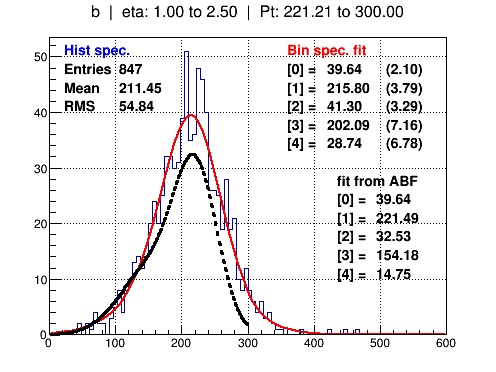 b | eta: 1.00 to 2.50 | Pt: 221.21 to 300.00
Hist spec.
Entries 847
Mean 211.45
RMS 54.84
Bin spec. fit
[0] = 39.64 (2.10)
[1] = 215.80 (3.79)
[2] = 41.30 (3.29)
[3] = 202.09 (7.16)
[4] = 28.74 (6.78)
fit from ABF
[0] = 39.64
[1] = 221.49
[2] = 32.53
[3] = 154.18
[4] = 14.75
50
40
30
20
10
0
0 100 200 300 400 500 600